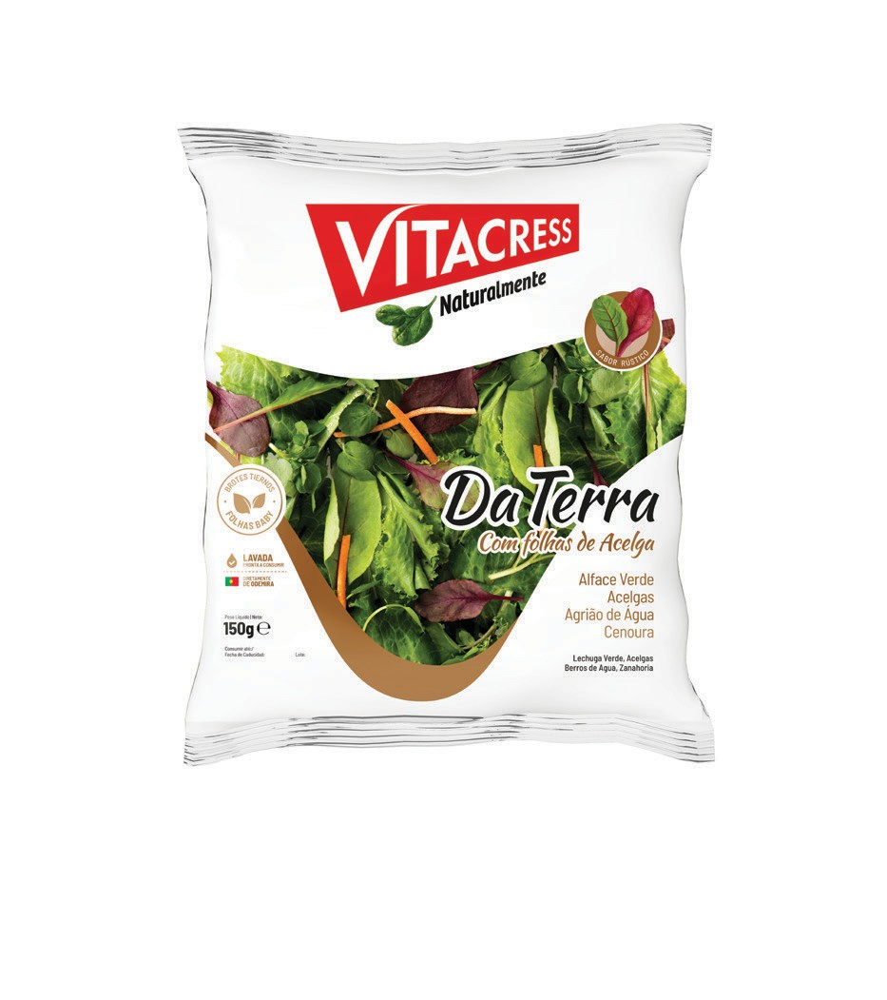 VITACRESS
Naturalmente
SABOR RÚSTICO
BROTES TIERNOS
FOLHAS BABY
Da Terra
Com folhas de Acelga
LAVADA
PRONTA A CONSUMIR
DIRETAMENTE
DE ODEMIRA
Alface Verde
Acelgas
Agrião de Água
Cenoura
Peso Líquido | Neto:
150g ℮
Consumir até:/
Fecha de Caducidad:
Lote:
Lechuga Verde, Acelgas
Berros de Agua, Zanahoria